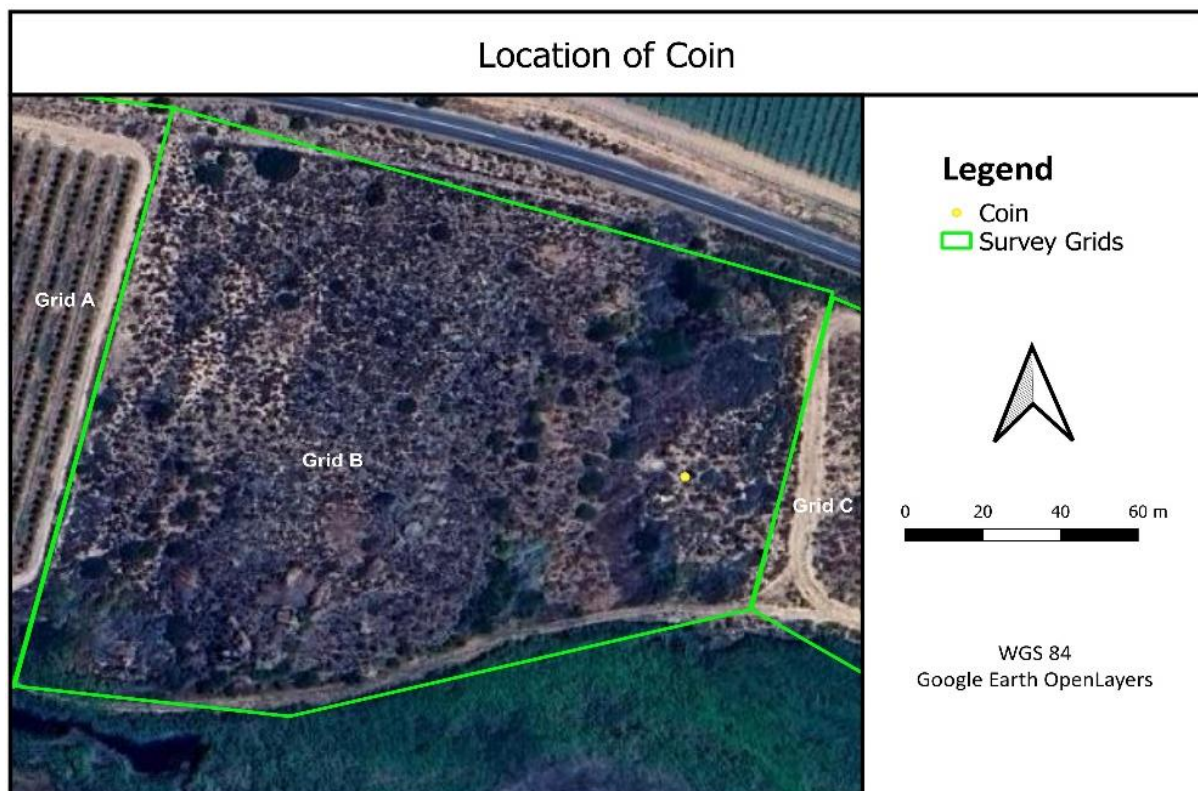 Location of Coin
Grid A
Grid B
Grid C
Legend
Coin
Survey Grids
0 20 40 60 m
WGS 84
Google Earth OpenLayers